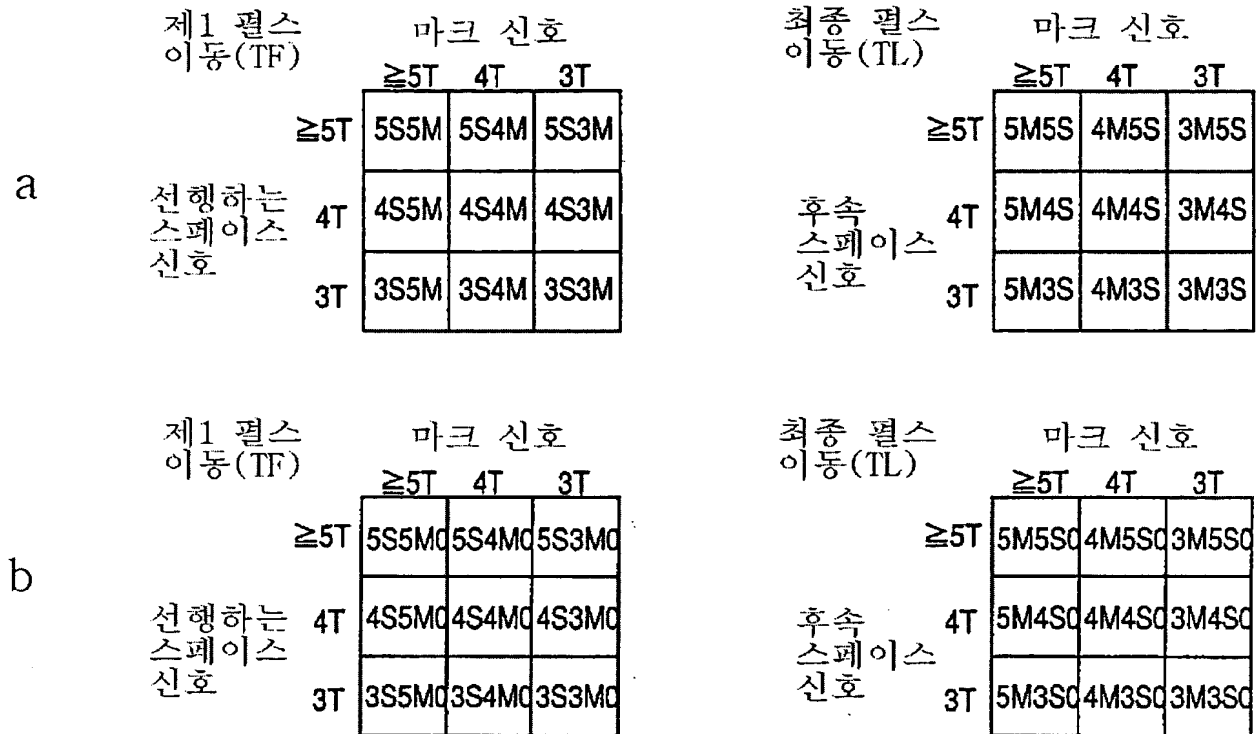 제1 펄스
이동(TF)
마크 신호
≧5T 4T 3T
≧5T 5S5M 5S4M 5S3M
선행하는
스페이스
신호
4T 4S5M 4S4M 4S3M
3T 3S5M 3S4M 3S3M
최종 펄스
이동(TL)
마크 신호
≧5T 4T 3T
≧5T 5M5S 4M5S 3M5S
후속
스페이스
신호
4T 5M4S 4M4S 3M4S
3T 5M3S 4M3S 3M3S
a
제1 펄스
이동(TF)
마크 신호
≧5T 4T 3T
≧5T 5S5M0 5S4M0 5S3M0
선행하는
스페이스
신호
4T 4S5M0 4S4M0 4S3M0
3T 3S5M0 3S4M0 3S3M0
최종 펄스
이동(TL)
마크 신호
≧5T 4T 3T
≧5T 5M5S0 4M5S0 3M5S0
후속
스페이스
신호
4T 5M4S0 4M4S0 3M4S0
3T 5M3S0 4M3S0 3M3S0
b